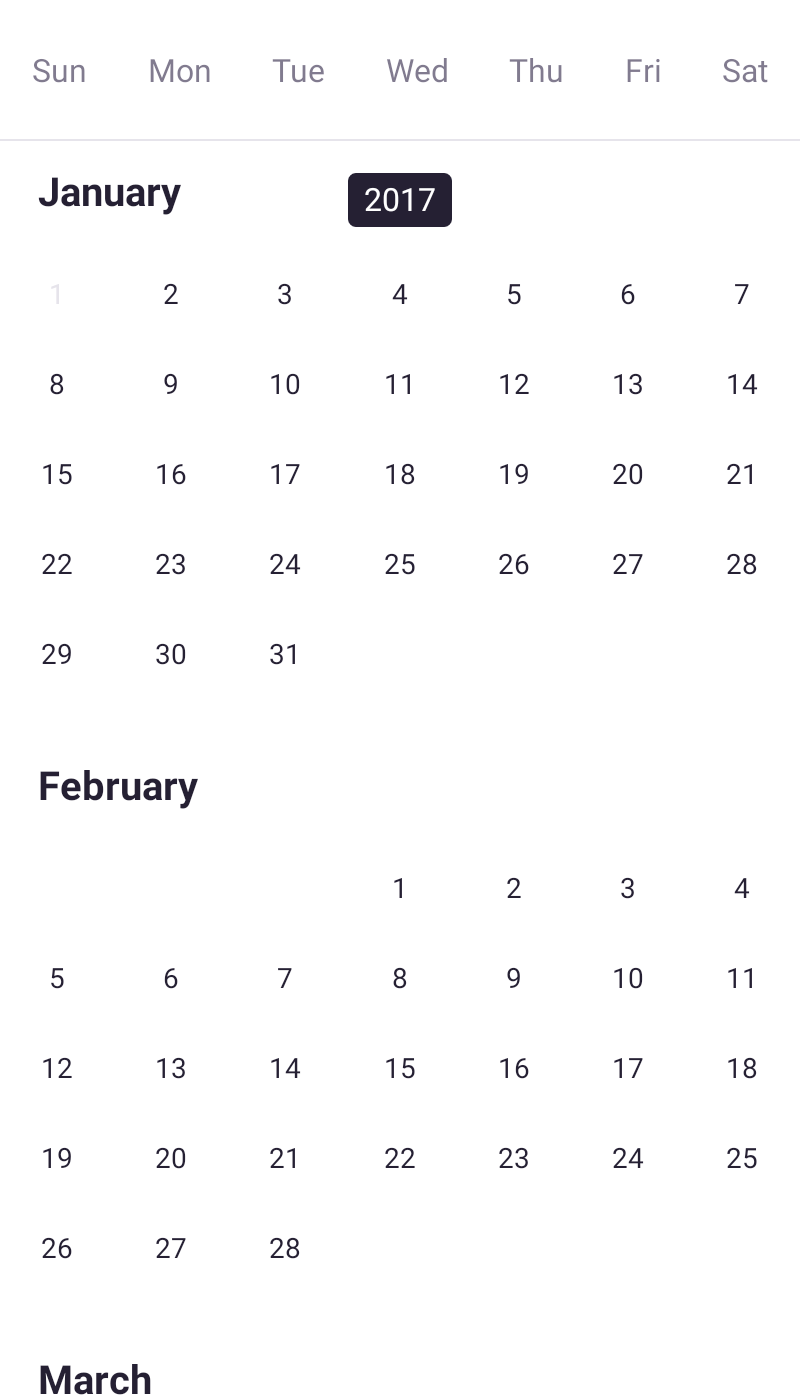 Sun Mon Tue Wed Thu Fri Sat
January 2017
1 2 3 4 5 6 7
8 9 10 11 12 13 14
15 16 17 18 19 20 21
22 23 24 25 26 27 28
29 30 31
February
1 2 3 4
5 6 7 8 9 10 11
12 13 14 15 16 17 18
19 20 21 22 23 24 25
26 27 28
March